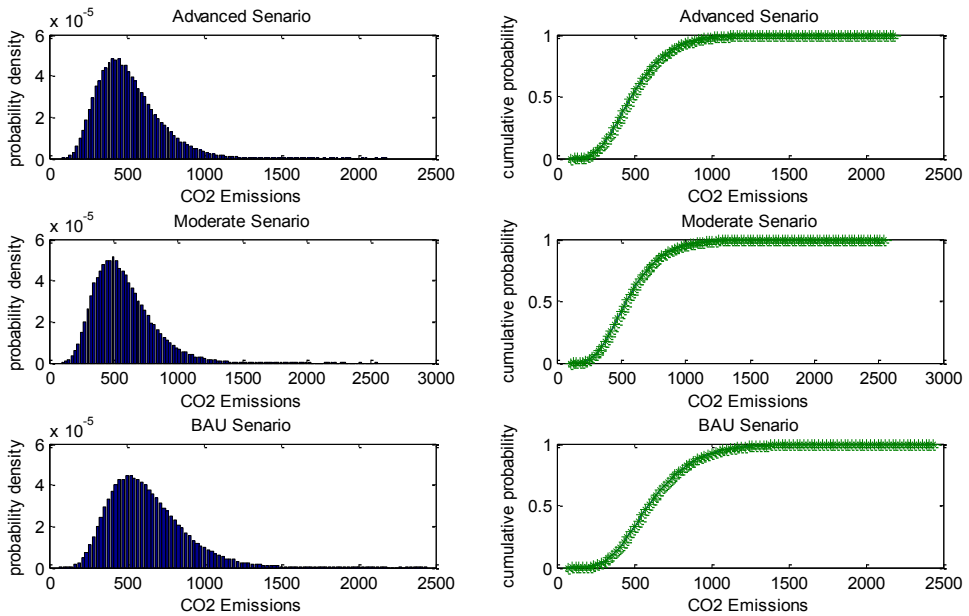 Advanced Senario
x 10-5
6
4
2
0
probability density
0 500 1000 1500 2000 2500
CO2 Emissions
Advanced Senario
1
0.5
0
cumulative probability
0 500 1000 1500 2000 2500
CO2 Emissions
Moderate Senario
x 10-5
6
4
2
0
probability density
0 500 1000 1500 2000 2500 3000
CO2 Emissions
Moderate Senario
1
0.5
0
cumulative probability
0 500 1000 1500 2000 2500 3000
CO2 Emissions
BAU Senario
x 10-5
6
4
2
0
probability density
0 500 1000 1500 2000 2500
CO2 Emissions
BAU Senario
1
0.5
0
cumulative probability
0 500 1000 1500 2000 2500
CO2 Emissions